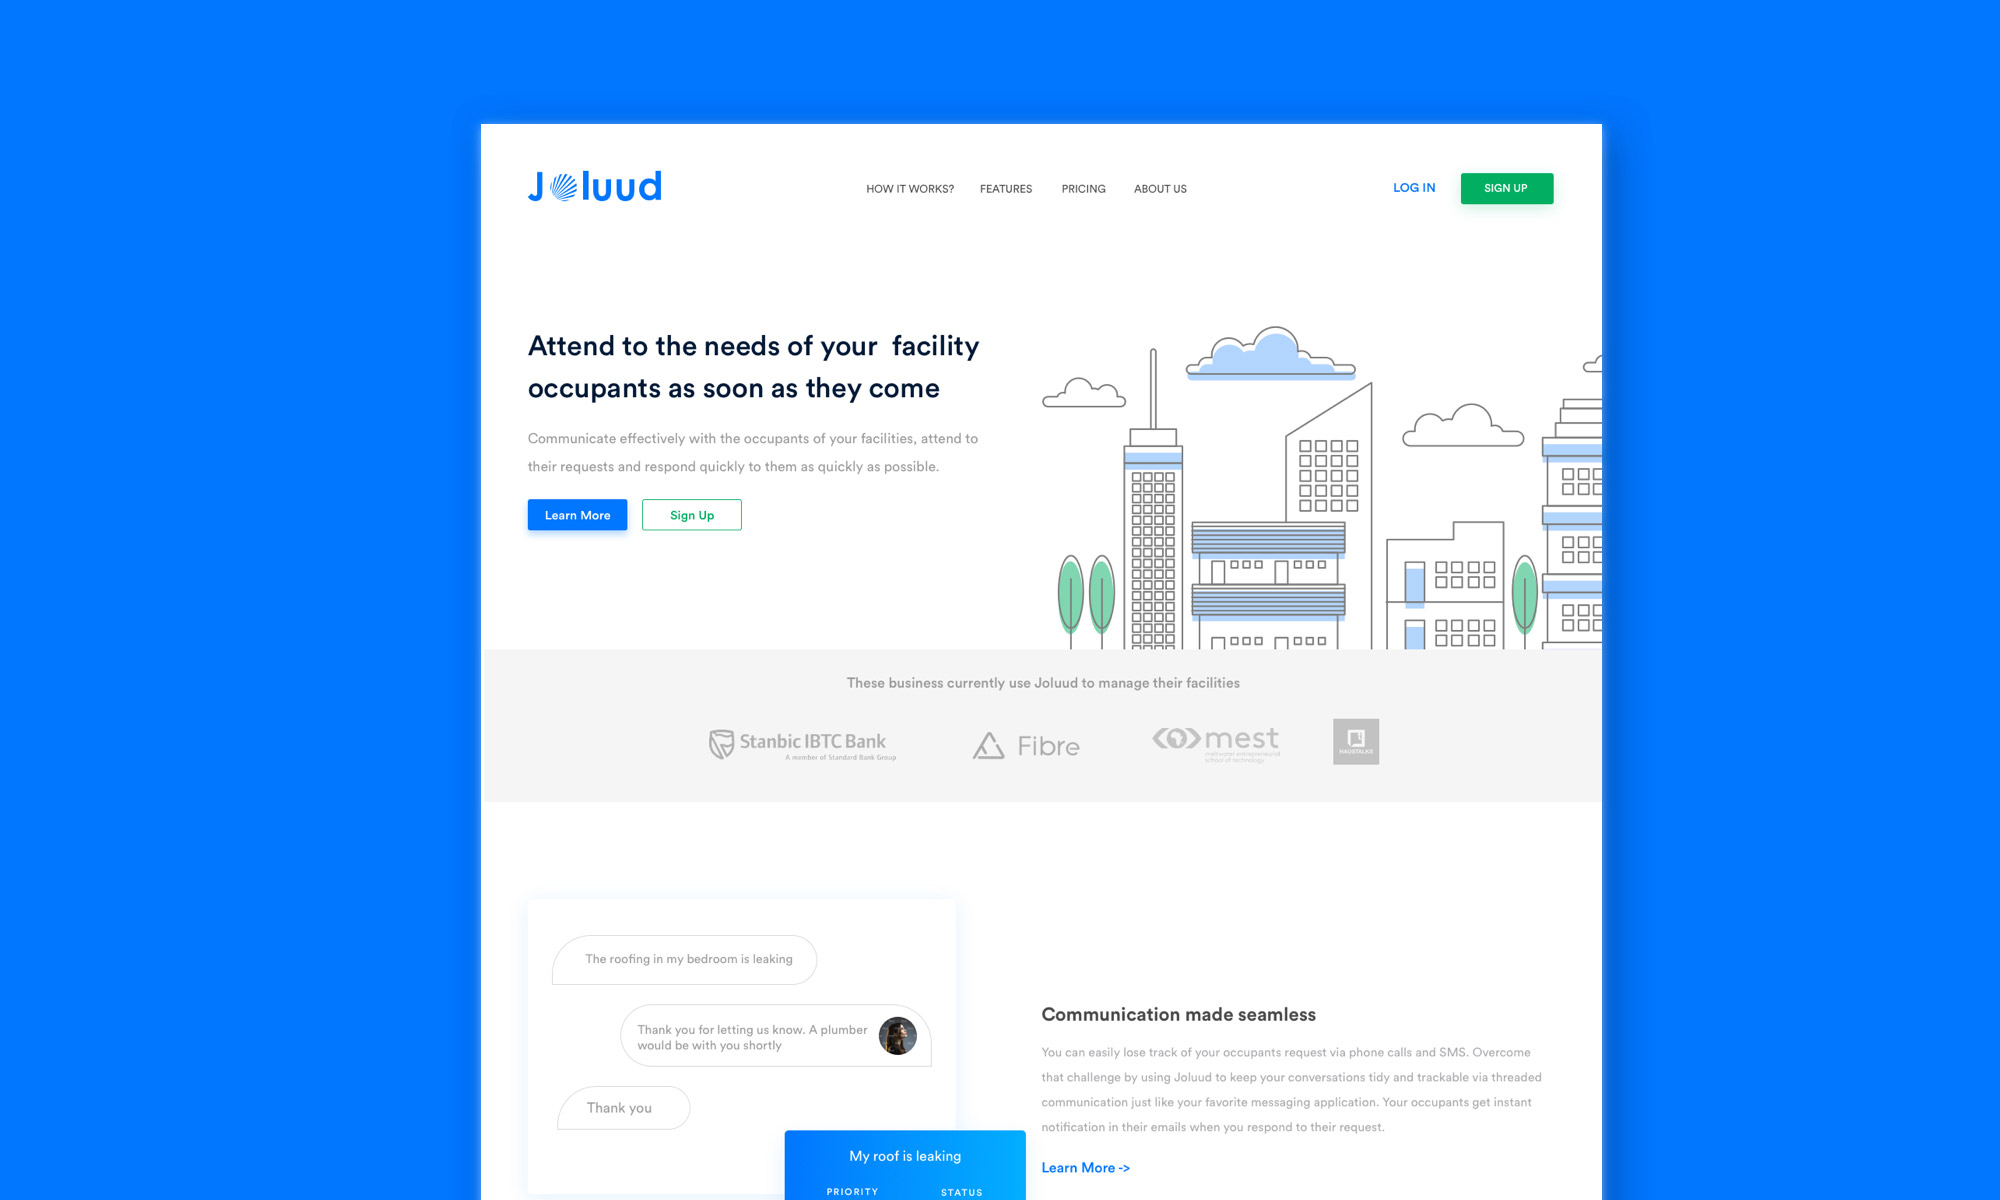 Joluud
HOW IT WORKS? FEATURES PRICING ABOUT US
LOG IN SIGN UP
Attend to the needs of your facility
occupants as soon as they come
Communicate effectively with the occupants of your facilities, attend to
their requests and respond quickly to them as quickly as possible.
Learn More Sign Up
These business currently use Joluud to manage their facilities
Stanbic IBTC Bank
A member of Standard Bank Group
Fibre
mest
meltwater entrepreneurial
school of technology
HAUSTALKS
The roofing in my bedroom is leaking
Thank you for letting us know. A plumber
would be with you shortly
Thank you
My roof is leaking
PRIORITY STATUS
Communication made seamless
You can easily lose track of your occupants request via phone calls and SMS. Overcome
that challenge by using Joluud to keep your conversations tidy and trackable via threaded
communication just like your favorite messaging application. Your occupants get instant
notification in their emails when you respond to their request.
Learn More ->